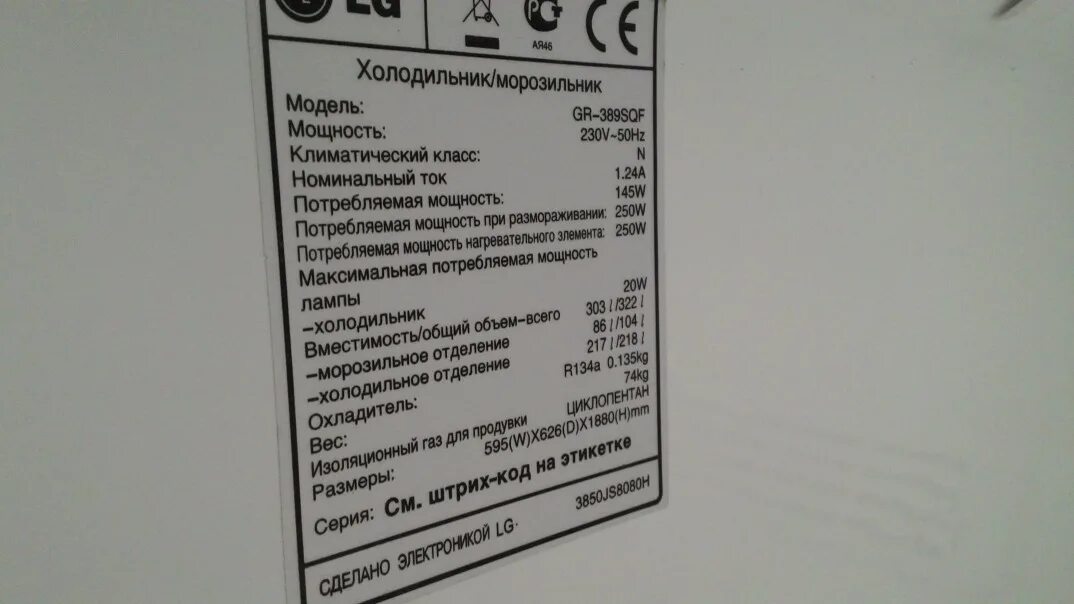 LG
АЯ46
CE
Холодильник/морозильник
Модель: GR-389SQF
Мощность: 230V~50Hz
Климатический класс: N
Номинальный ток 1.24A
Потребляемая мощность: 145W
Потребляемая мощность при размораживании: 250W
Потребляемая мощность нагревательного элемента: 250W
Максимальная потребляемая мощность
лампы
-холодильник 20W
Вместимость/общий объем-всего 303 l/322 l
-морозильное отделение 86 l/104 l
-холодильное отделение 217 l/218 l
Охладитель: R134a 0.135kg
Вес: 74kg
Изоляционный газ для продувки ЦИКЛОПЕНТАН
Размеры: 595(W)X626(D)X1880(H)mm
Серия: См. штрих-код на этикетке
СДЕЛАНО ЭЛЕКТРОНИКОЙ LG. 3850JS8080H